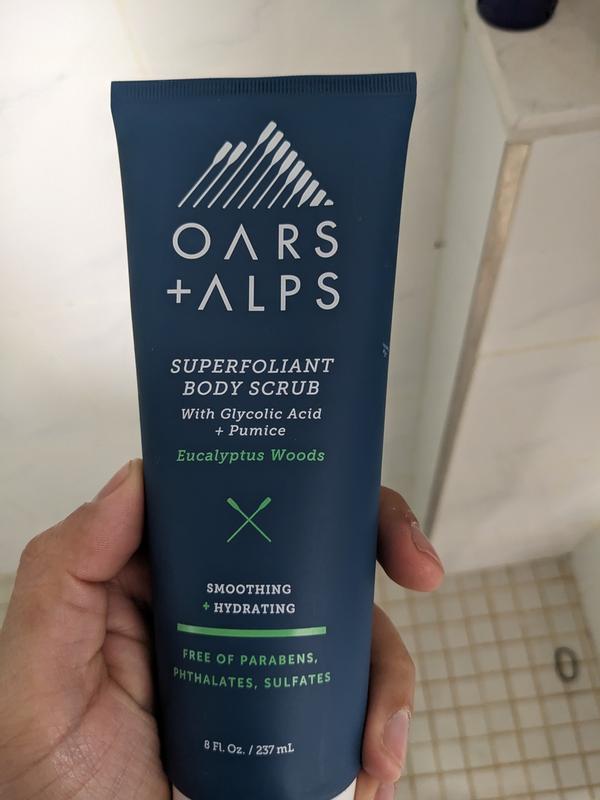 OARS
+ALPS
SUPERFOLIANT
BODY SCRUB
With Glycolic Acid
+ Pumice
Eucalyptus Woods
SMOOTHING
+ HYDRATING
FREE OF PARABENS,
PHTHALATES, SULFATES
8 Fl. Oz. / 237 mL